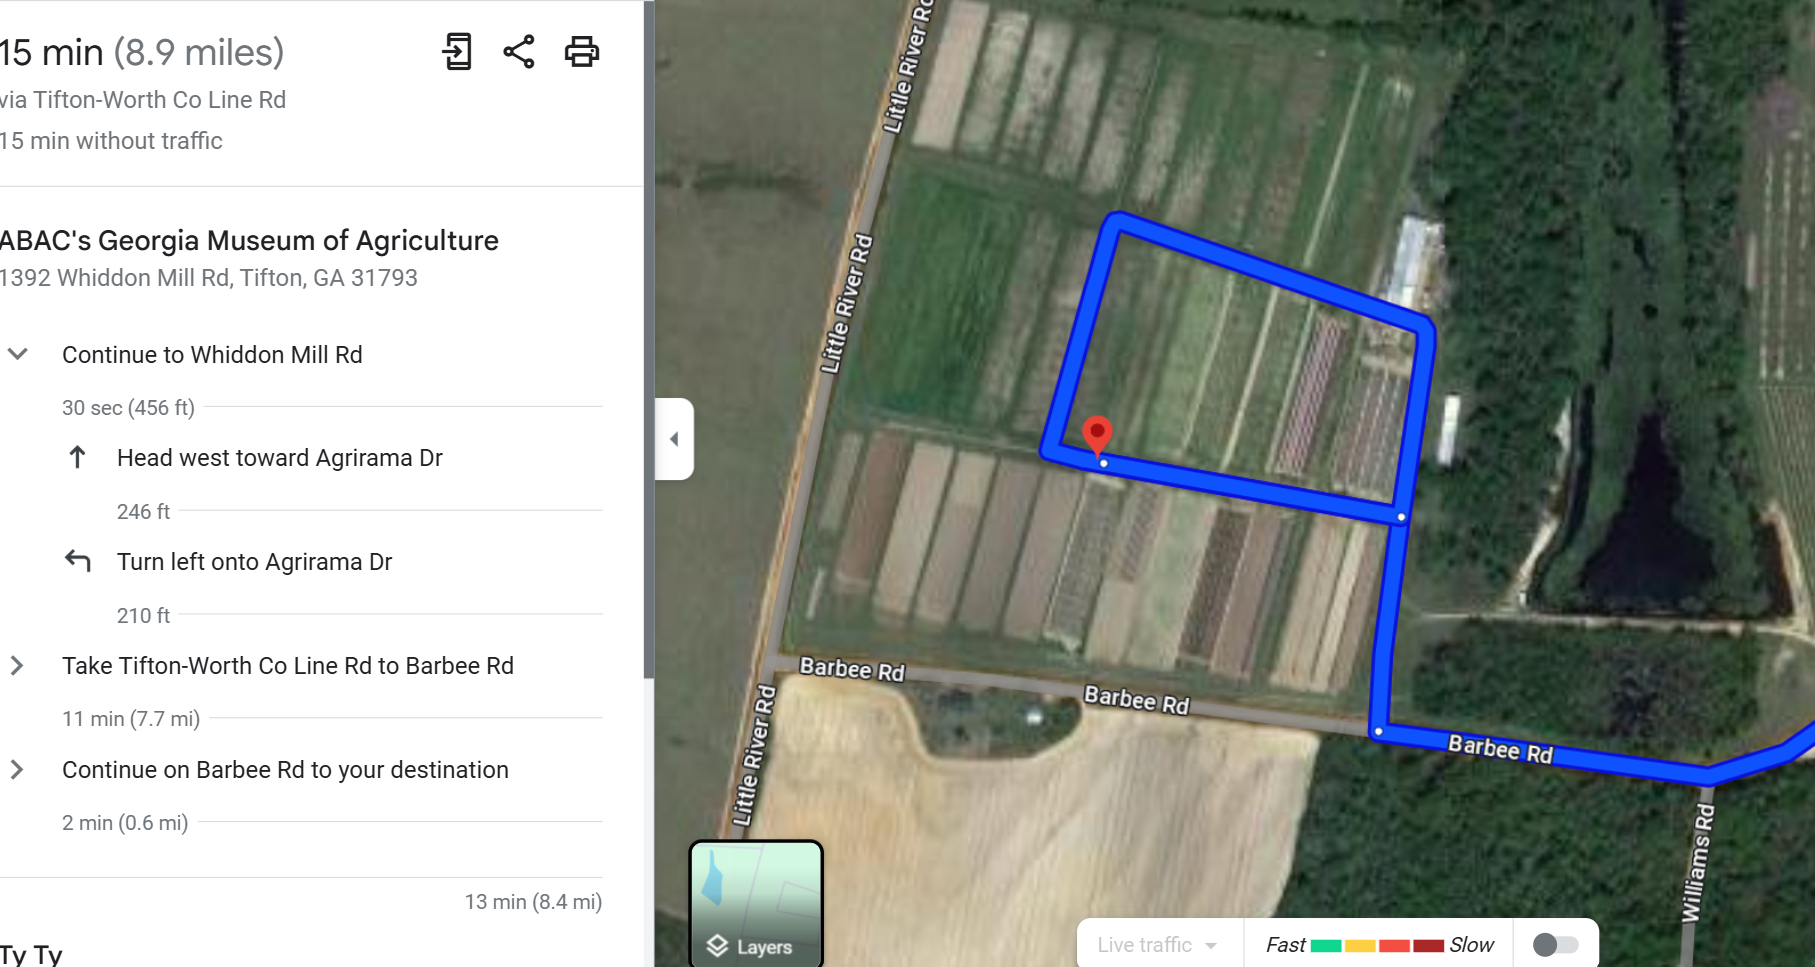 15 min (8.9 miles)
via Tifton-Worth Co Line Rd
15 min without traffic
ABAC's Georgia Museum of Agriculture
1392 Whiddon Mill Rd, Tifton, GA 31793
Continue to Whiddon Mill Rd
30 sec (456 ft)
Head west toward Agrirama Dr
246 ft
Turn left onto Agrirama Dr
210 ft
Take Tifton-Worth Co Line Rd to Barbee Rd
11 min (7.7 mi)
Continue on Barbee Rd to your destination
2 min (0.6 mi)
13 min (8.4 mi)
Ty Ty
Little River Rd
Little River Rd
Barbee Rd
Barbee Rd
Little River Rd
Barbee Rd
Williams Rd
Layers
Live traffic
Fast
Slow